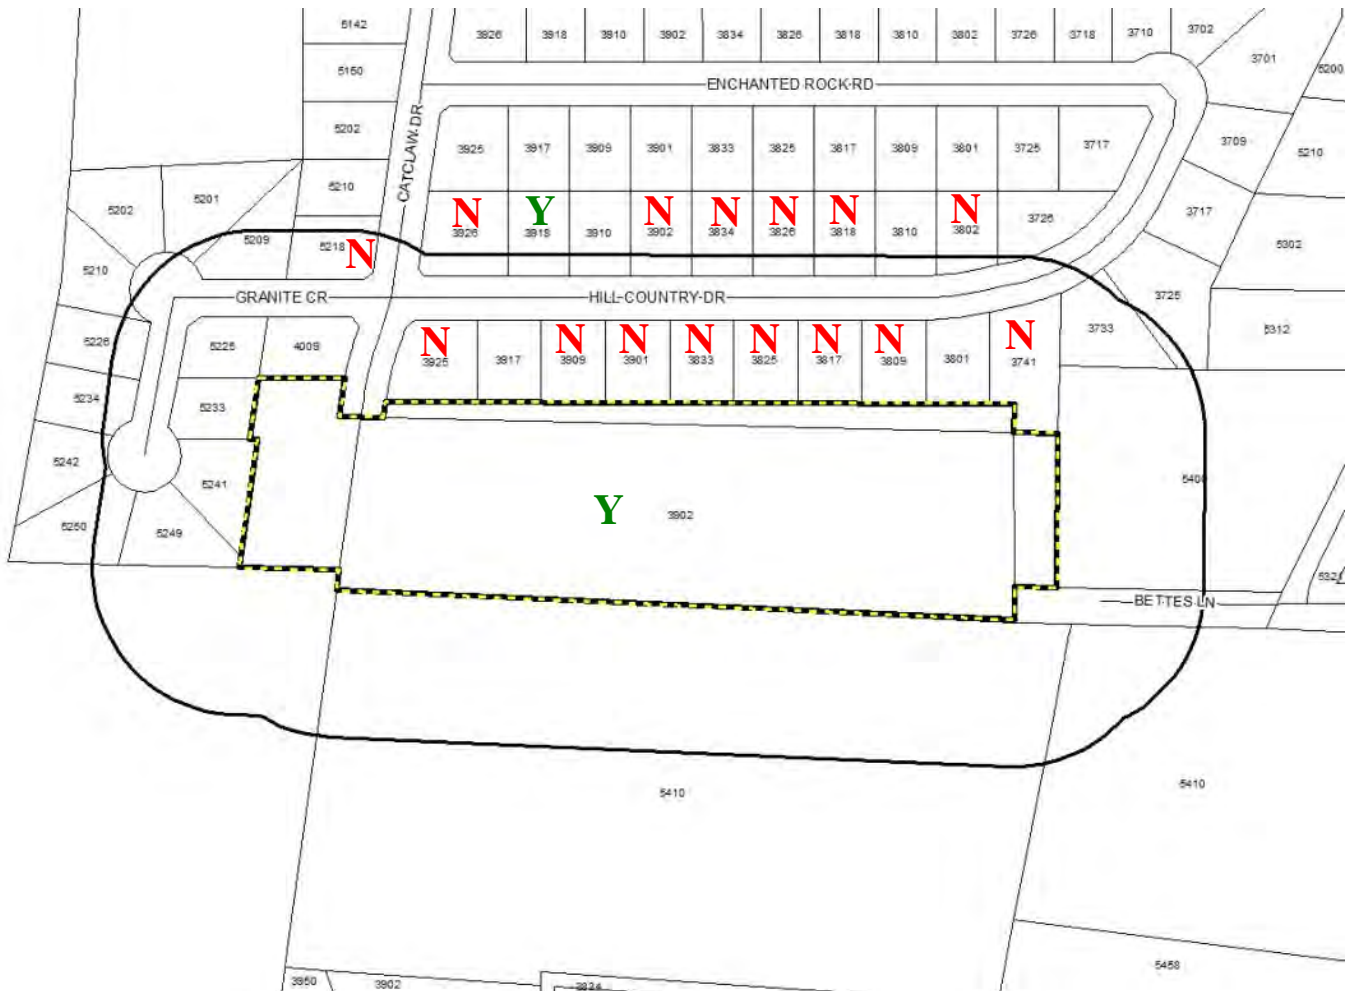 5142
3926 3918 3910 3902 3834 3826 3818 3810 3802 3726 3718 3710 3702
3701
5200
5150
ENCHANTED ROCK RD
CATCLAW DR
5202
3925 3917 3909 3901 3833 3825 3817 3809 3801 3725 3717
3709
5210
5210
5201
5202
N Y N N N N N
3926 3918 3910 3902 3834 3826 3818 3810 3802 3726
3717
5302
5209
5218
N
5210
GRANITE CR
HILL COUNTRY DR
3725
5226
5225
4009
N N N N N N N N
3925 3917 3909 3901 3833 3825 3817 3809 3801 3741
3733
5312
5234
5233
5242
5241
Y
3902
5250
5249
BETTES LN
5410
5410
5458
3950
3902